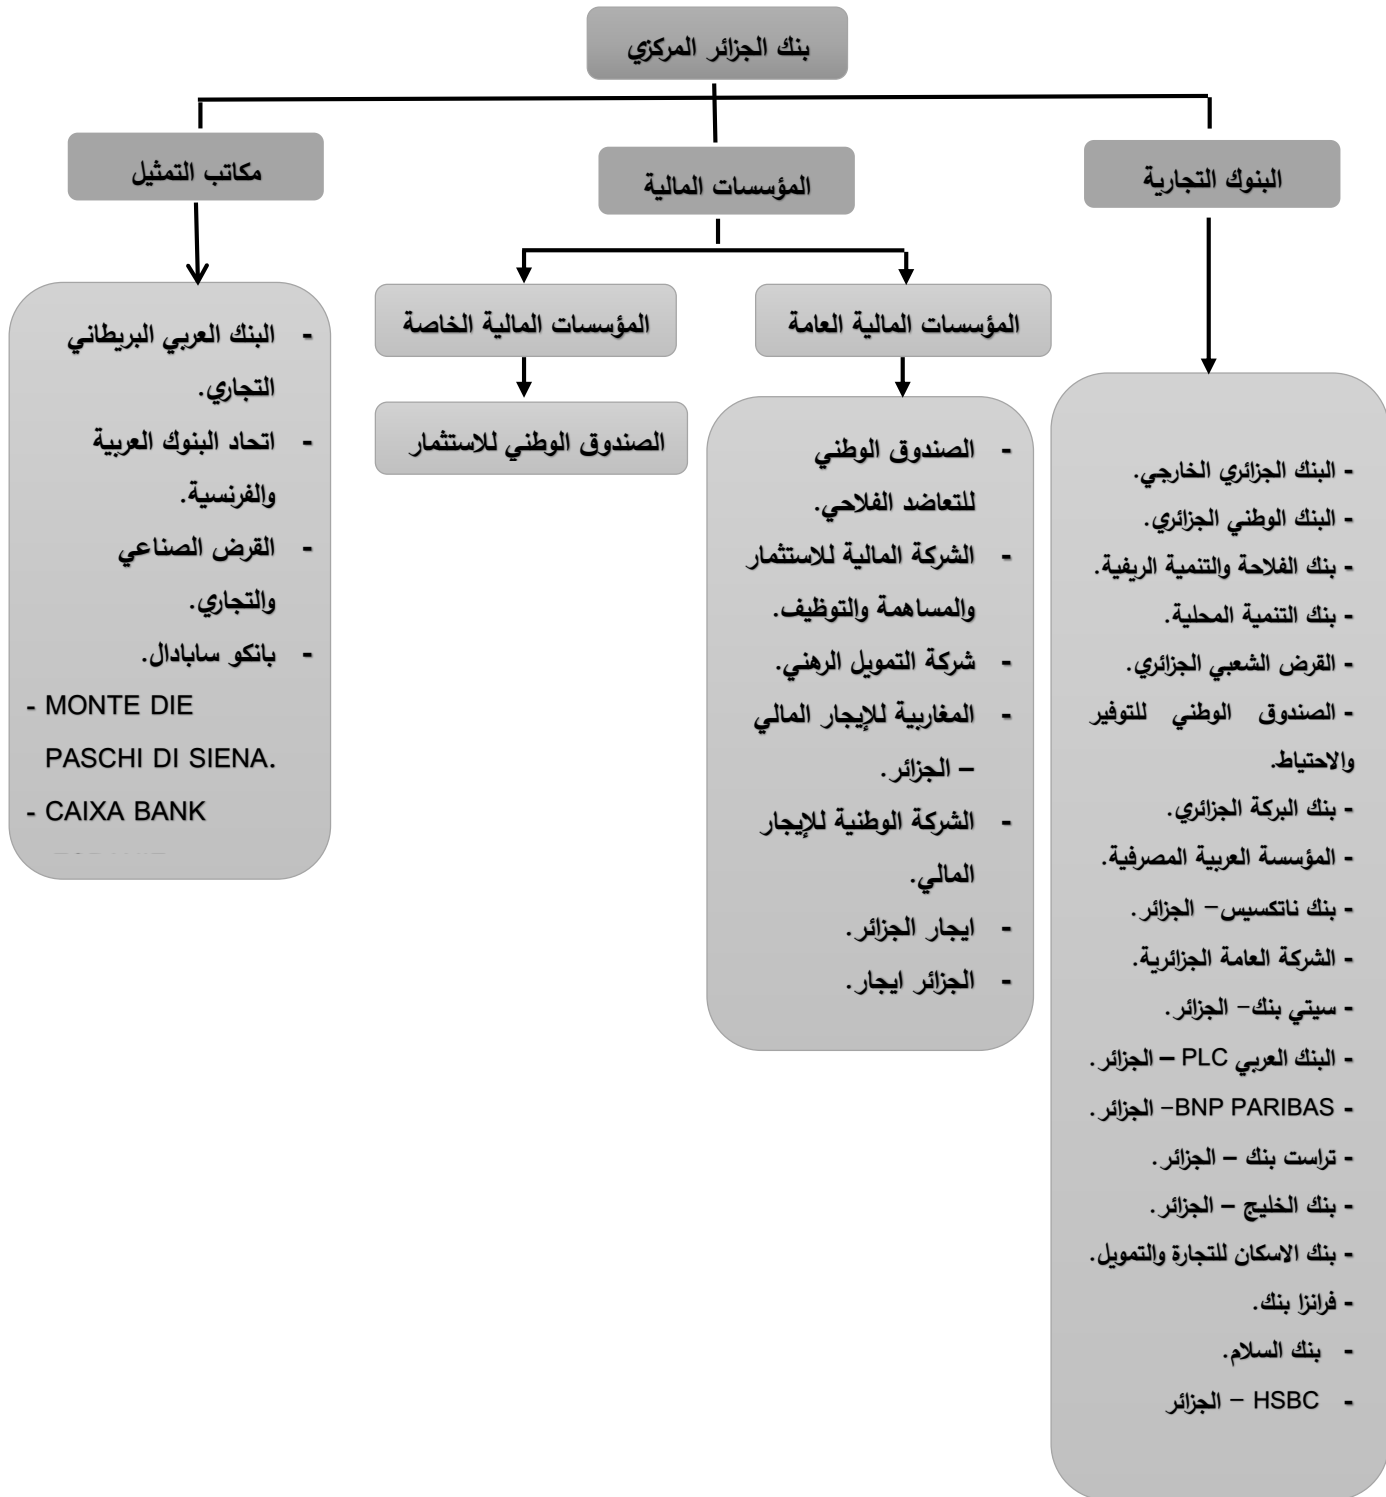 بنك الجزائر المركزي
البنوك التجارية
المؤسسات المالية
مكاتب التمثيل
- البنك الجزائري الخارجي.
- البنك الوطني الجزائري.
- بنك الفلاحة والتنمية الريفية.
- بنك التنمية المحلية.
- القرض الشعبي الجزائري.
- الصندوق الوطني للتوفير
والاحتياط.
- بنك البركة الجزائري.
- المؤسسة العربية المصرفية.
- بنك ناتكسيس– الجزائر.
- الشركة العامة الجزائرية.
- سيتي بنك– الجزائر.
- البنك العربي PLC – الجزائر.
- BNP PARIBAS– الجزائر.
- تراست بنك – الجزائر.
- بنك الخليج – الجزائر.
- بنك الاسكان للتجارة والتمويل.
- فرانزا بنك.
- بنك السلام.
- HSBC – الجزائر
المؤسسات المالية العامة
- الصندوق الوطني
للتعاضد الفلاحي.
- الشركة المالية للاستثمار
والمساهمة والتوظيف.
- شركة التمويل الرهني.
- المغاربية للإيجار المالي
– الجزائر.
- الشركة الوطنية للإيجار
المالي.
- ايجار الجزائر.
- الجزائر ايجار.
المؤسسات المالية الخاصة
الصندوق الوطني للاستثمار
- البنك العربي البريطاني
التجاري.
- اتحاد البنوك العربية
والفرنسية.
- القرض الصناعي
والتجاري.
- بانكو سابادال.
- MONTE DIE
PASCHI DI SIENA.
- CAIXA BANK